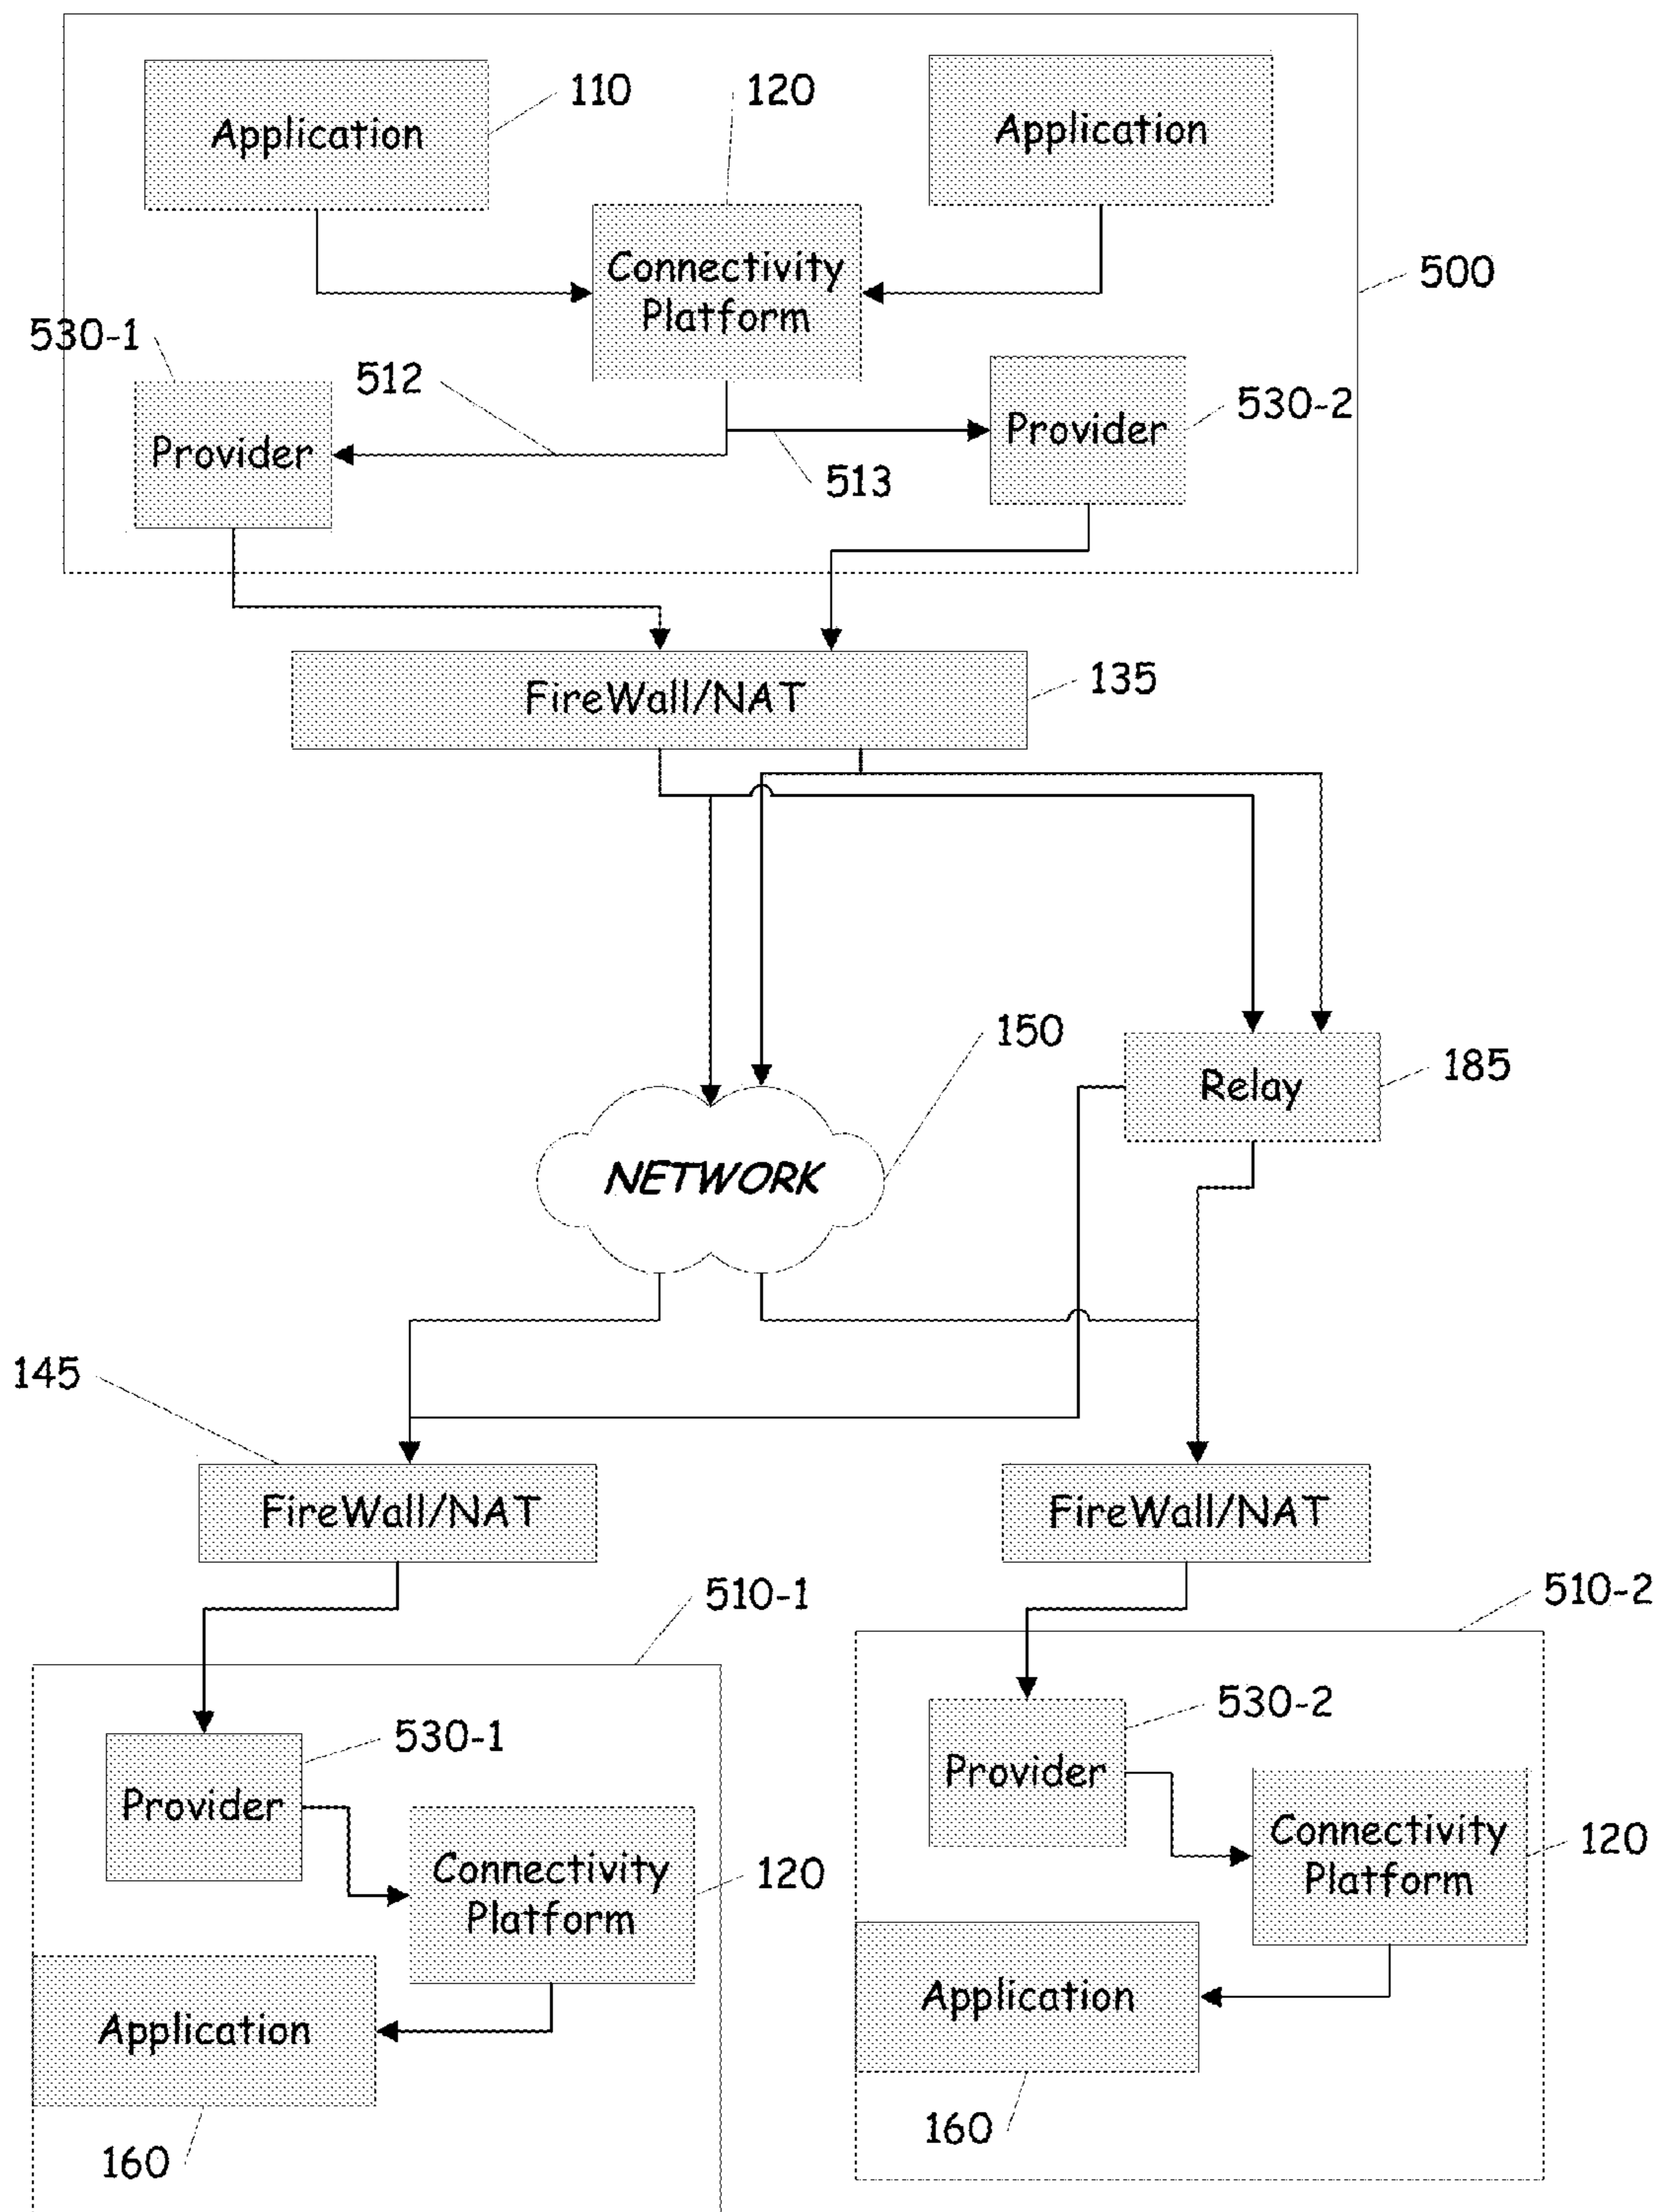 110
120
Application
Application
Connectivity
Platform
500
530-1
512
530-2
Provider
Provider
513
FireWall/NAT
135
150
185
Relay
NETWORK
145
FireWall/NAT
FireWall/NAT
510-1
510-2
530-1
530-2
Provider
Provider
Connectivity
Platform
120
Connectivity
Platform
120
Application
Application
160
160